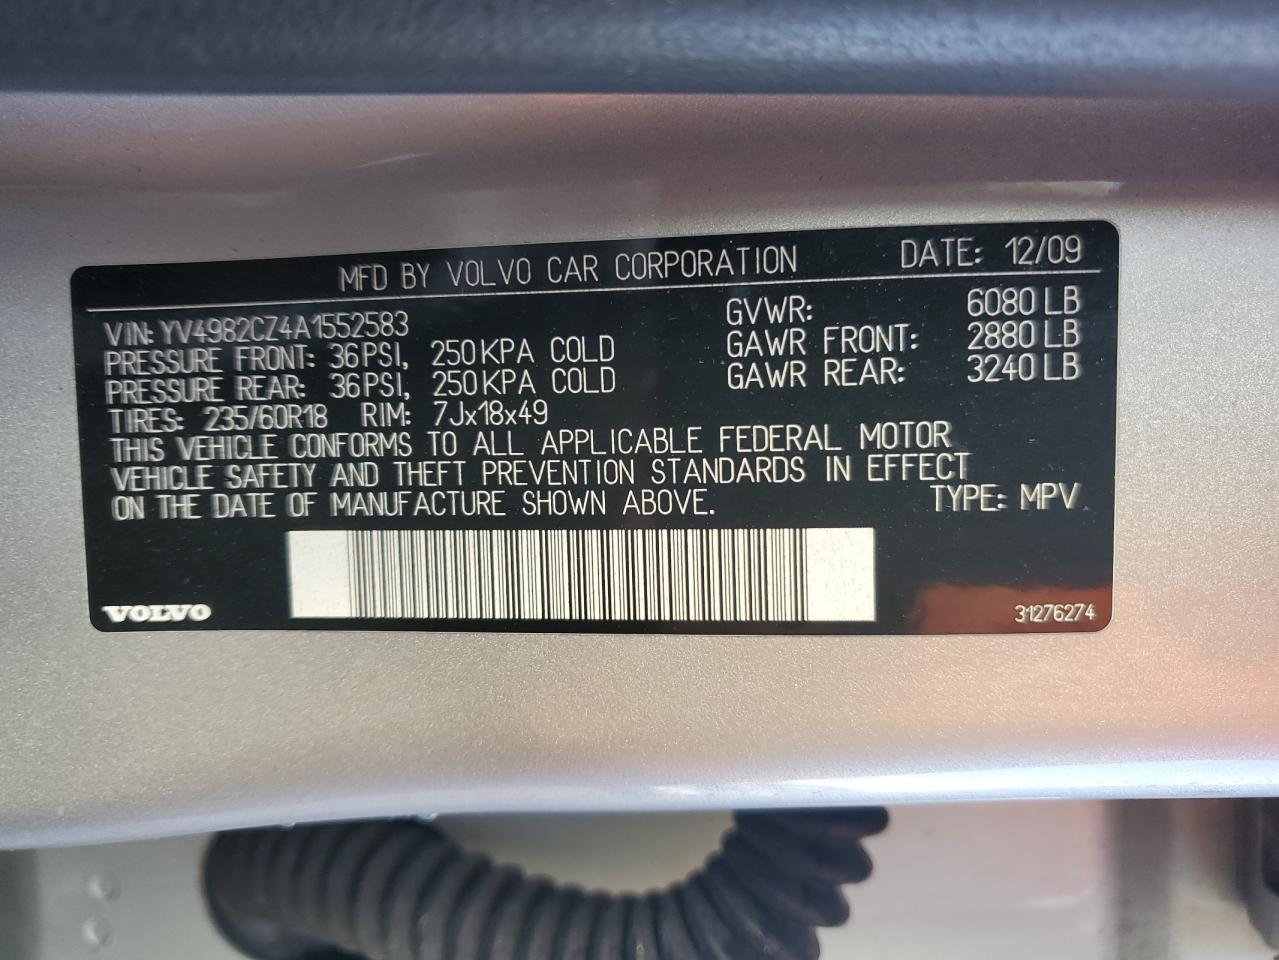 MFD BY VOLVO CAR CORPORATION DATE: 12/09
VIN: YV4982CZ4A1552583 GVWR: 6080 LB
PRESSURE FRONT: 36PSI, 250KPA COLD GAWR FRONT: 2880 LB
PRESSURE REAR: 36PSI, 250KPA COLD GAWR REAR: 3240 LB
TIRES: 235/60R18 RIM: 7Jx18x49
THIS VEHICLE CONFORMS TO ALL APPLICABLE FEDERAL MOTOR
VEHICLE SAFETY AND THEFT PREVENTION STANDARDS IN EFFECT
ON THE DATE OF MANUFACTURE SHOWN ABOVE. TYPE: MPV
VOLVO 31276274